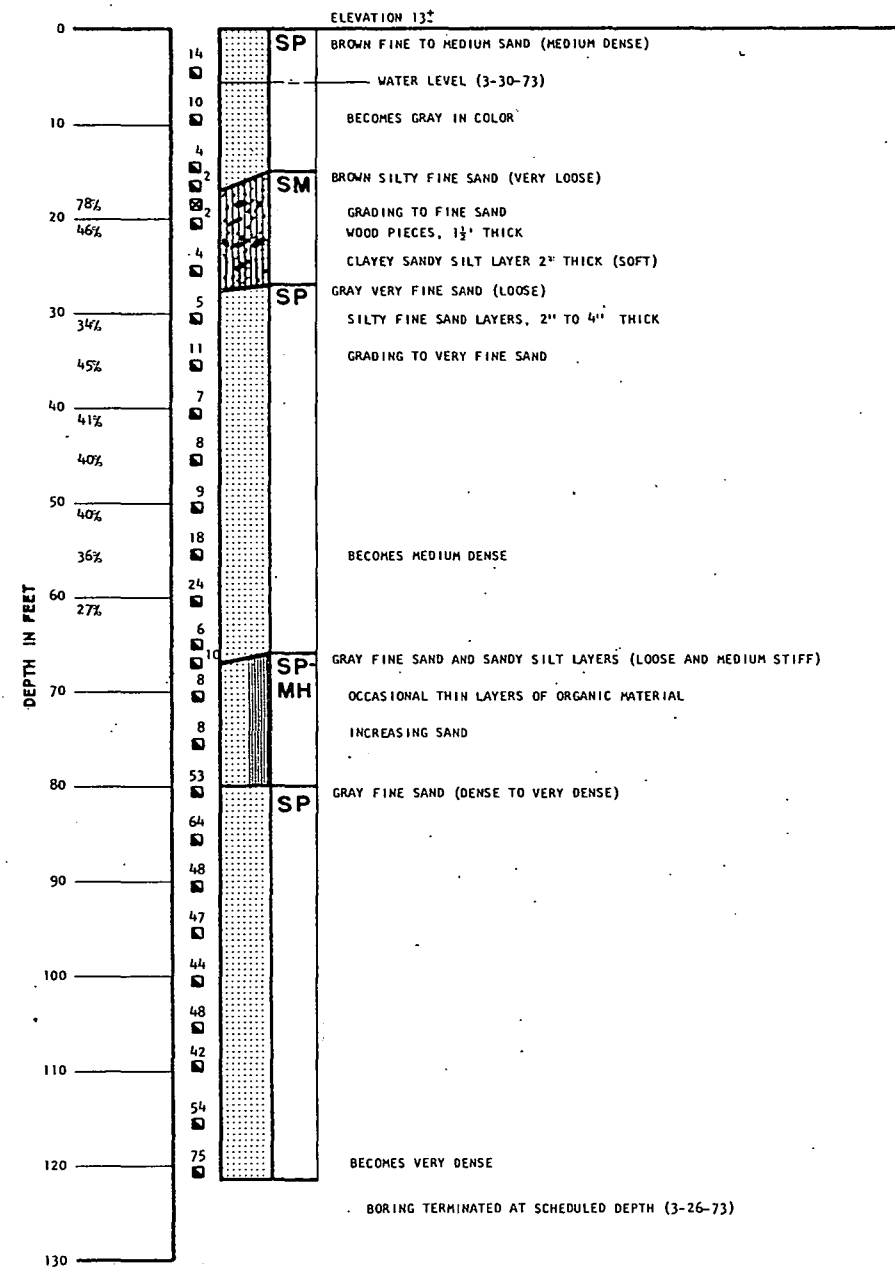 ELEVATION 13±
0
SP BROWN FINE TO MEDIUM SAND (MEDIUM DENSE)
14
WATER LEVEL (3-30-73)
10
BECOMES GRAY IN COLOR
10
4
SM BROWN SILTY FINE SAND (VERY LOOSE)
2
78%
GRADING TO FINE SAND
20
2
46%
WOOD PIECES, 1½' THICK
4
CLAYEY SANDY SILT LAYER 2" THICK (SOFT)
SP GRAY VERY FINE SAND (LOOSE)
5
30
SILTY FINE SAND LAYERS, 2" TO 4" THICK
34%
11
GRADING TO VERY FINE SAND
45%
7
40
41%
8
40%
9
50
40%
18
36%
BECOMES MEDIUM DENSE
24
60
27%
6
10
SP-MH GRAY FINE SAND AND SANDY SILT LAYERS (LOOSE AND MEDIUM STIFF)
8
70
OCCASIONAL THIN LAYERS OF ORGANIC MATERIAL
8
INCREASING SAND
53
80
SP GRAY FINE SAND (DENSE TO VERY DENSE)
64
48
90
47
44
100
48
42
110
54
75
120
BECOMES VERY DENSE
BORING TERMINATED AT SCHEDULED DEPTH (3-26-73)
130
DEPTH IN FEET